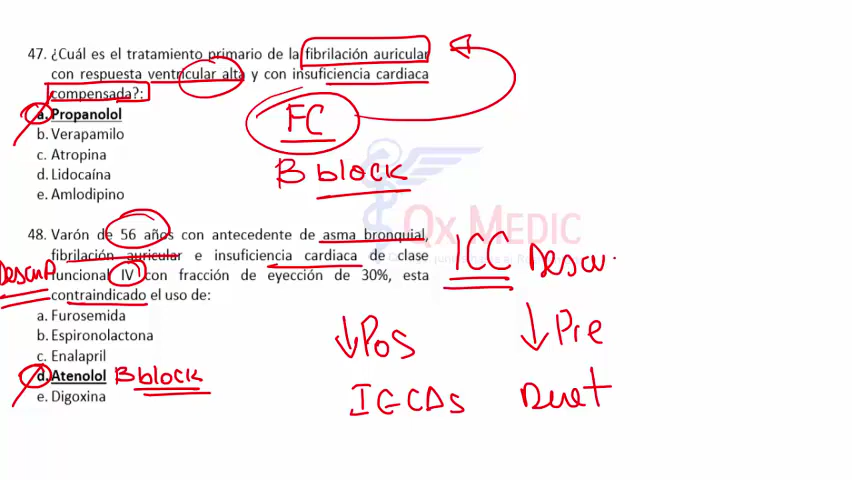 47. ¿Cuál es el tratamiento primario de la fibrilación auricular
con respuesta ventricular alta y con insuficiencia cardiaca
compensada?:
a. Propanolol
b. Verapamilo
c. Atropina
d. Lidocaína
e. Amlodipino
FC
B block
Qx MEDIC
48. Varón de 56 años con antecedente de asma bronquial,
fibrilación auricular e insuficiencia cardiaca de clase
funcional IV con fracción de eyección de 30%, esta
contraindicado el uso de:
a. Furosemida
b. Espironolactona
c. Enalapril
d. Atenolol B block
e. Digoxina
ICC
↓Pos
↓Pre